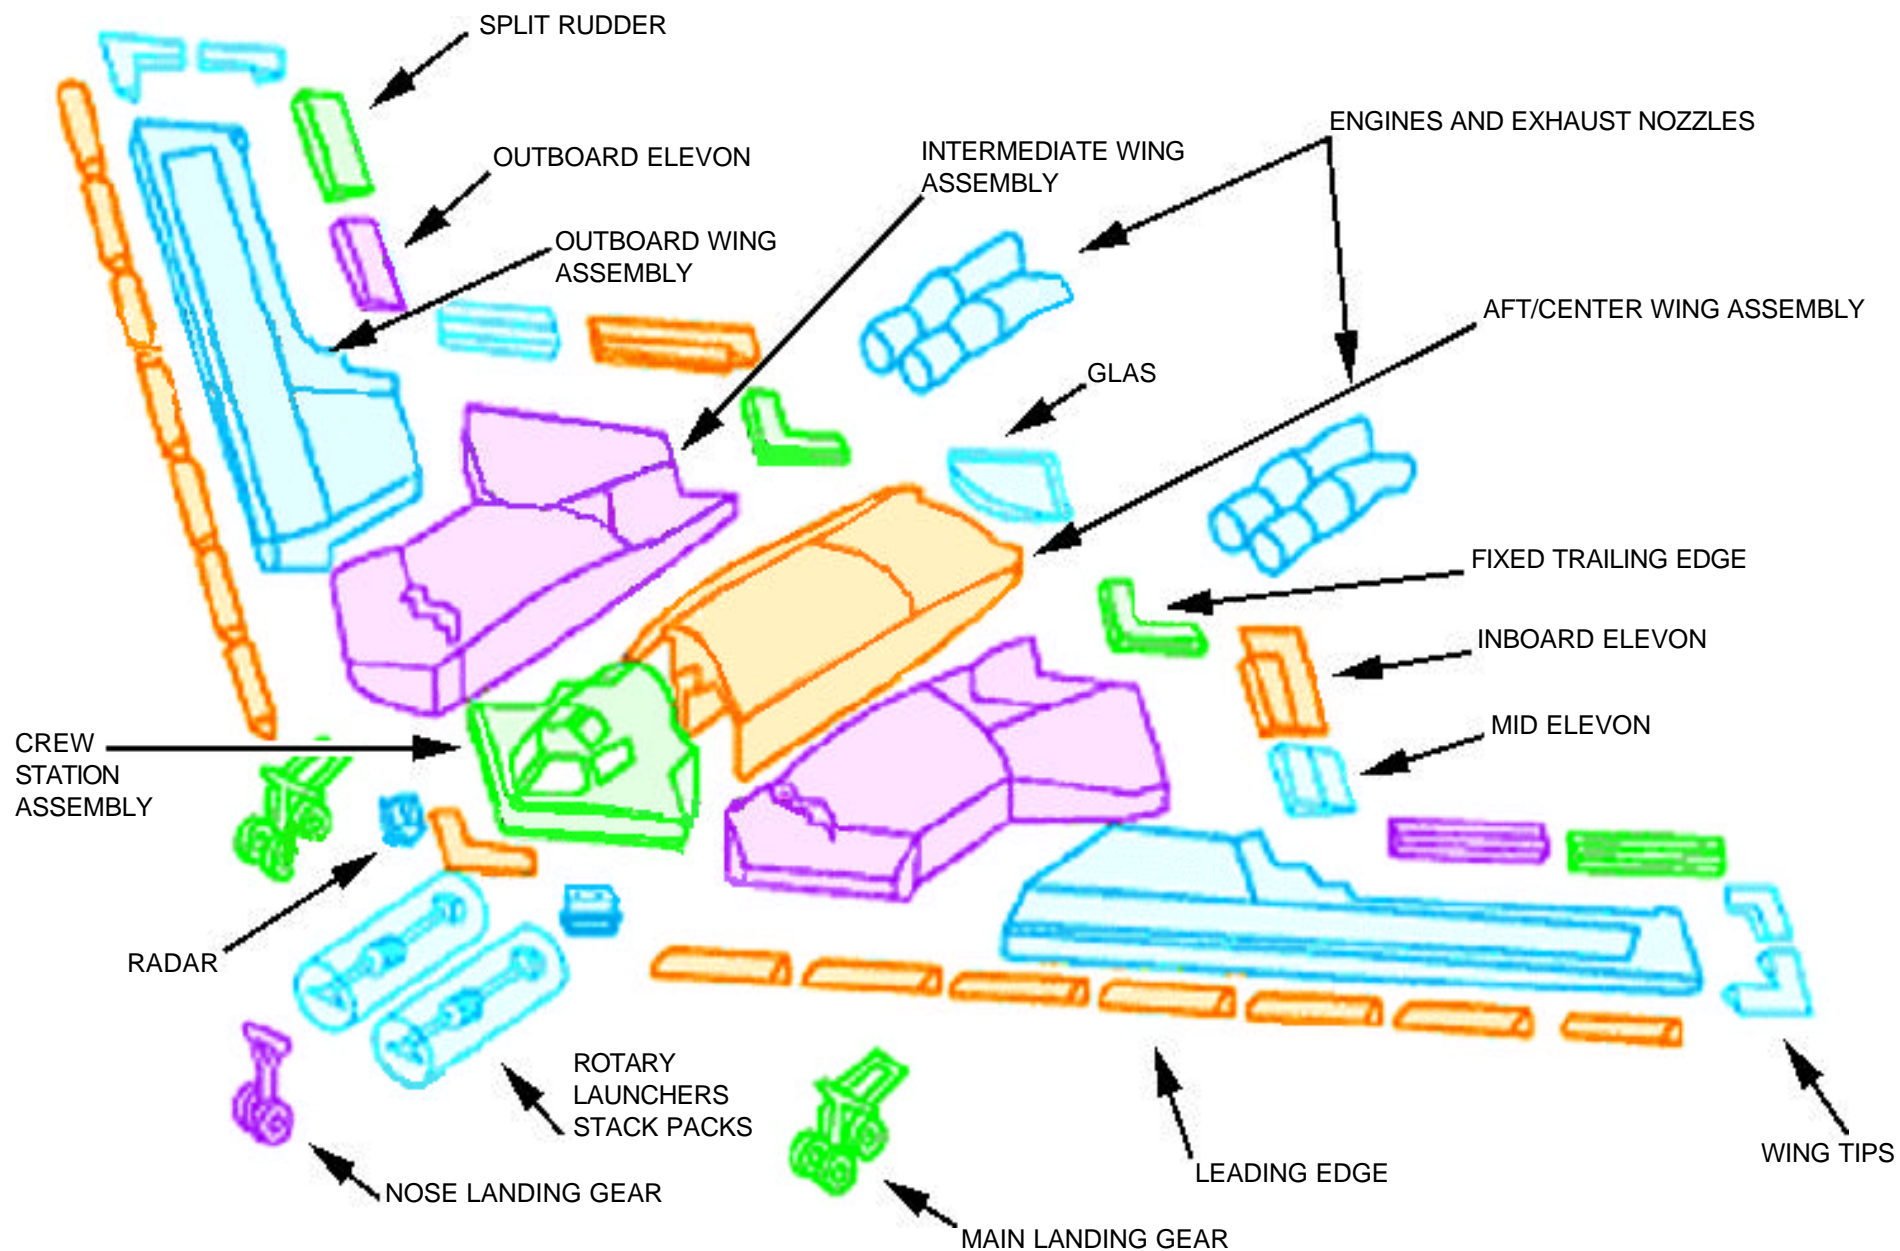 SPLIT RUDDER
ENGINES AND EXHAUST NOZZLES
OUTBOARD ELEVON
INTERMEDIATE WING
ASSEMBLY
OUTBOARD WING
ASSEMBLY
AFT/CENTER WING ASSEMBLY
GLAS
FIXED TRAILING EDGE
INBOARD ELEVON
MID ELEVON
CREW
STATION
ASSEMBLY
RADAR
ROTARY
LAUNCHERS
STACK PACKS
WING TIPS
LEADING EDGE
NOSE LANDING GEAR
MAIN LANDING GEAR